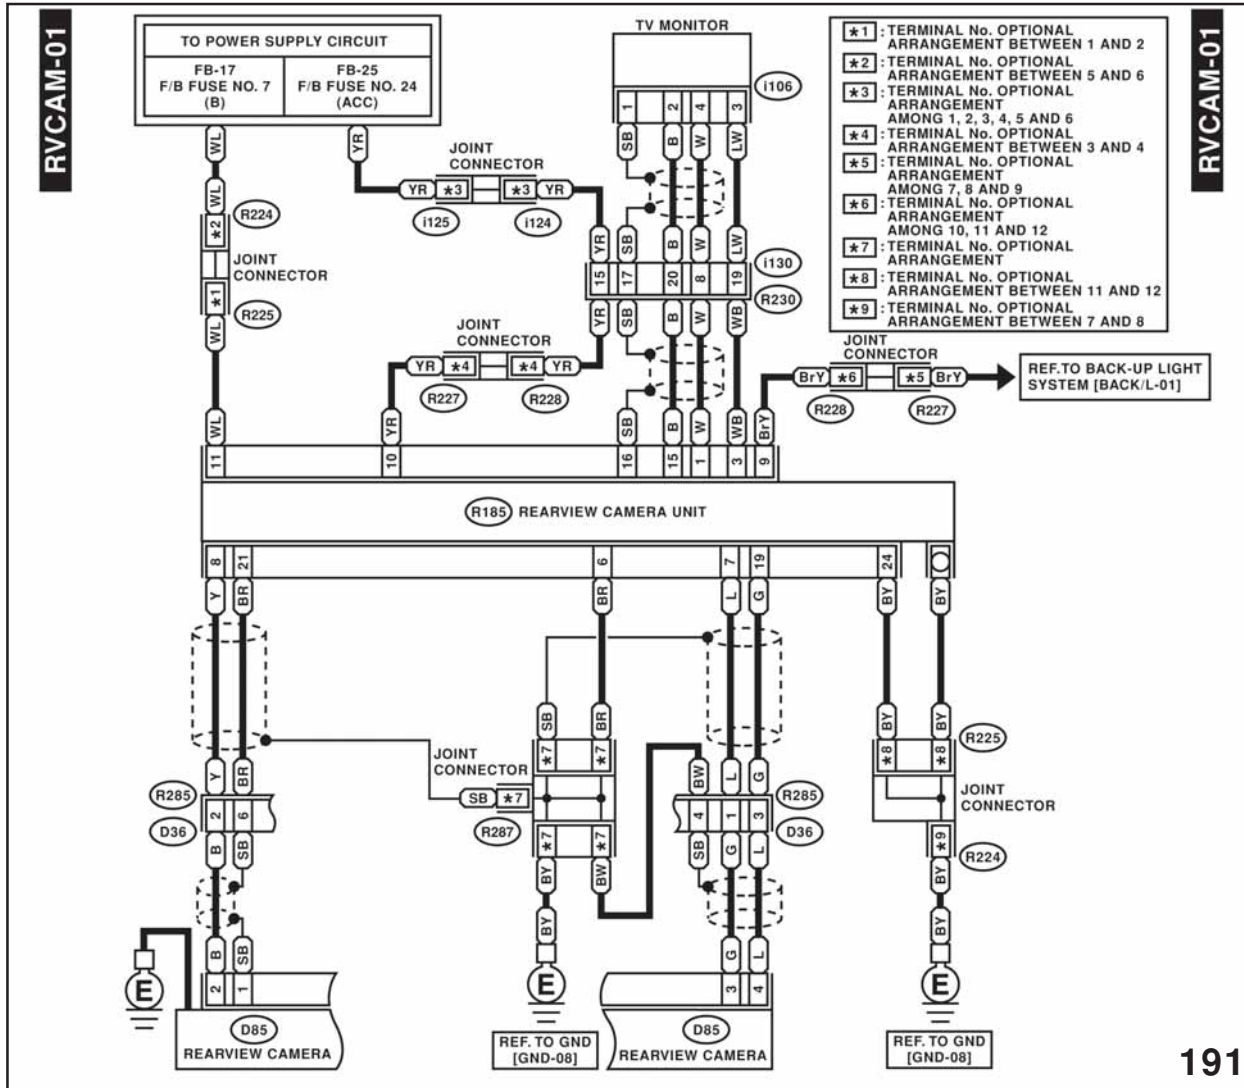 RVCAM-01
TO POWER SUPPLY CIRCUIT
FB-17
F/B FUSE NO. 7
(B)
FB-25
F/B FUSE NO. 24
(ACC)
TV MONITOR
i106
1 2 4 3
SB B W LW
*1 : TERMINAL No. OPTIONAL
ARRANGEMENT BETWEEN 1 AND 2
*2 : TERMINAL No. OPTIONAL
ARRANGEMENT BETWEEN 5 AND 6
*3 : TERMINAL No. OPTIONAL
ARRANGEMENT
AMONG 1, 2, 3, 4, 5 AND 6
*4 : TERMINAL No. OPTIONAL
ARRANGEMENT BETWEEN 3 AND 4
*5 : TERMINAL No. OPTIONAL
ARRANGEMENT
AMONG 7, 8 AND 9
*6 : TERMINAL No. OPTIONAL
ARRANGEMENT
AMONG 10, 11 AND 12
*7 : TERMINAL No. OPTIONAL
ARRANGEMENT
*8 : TERMINAL No. OPTIONAL
ARRANGEMENT BETWEEN 11 AND 12
*9 : TERMINAL No. OPTIONAL
ARRANGEMENT BETWEEN 7 AND 8
RVCAM-01
WL
YR
JOINT
CONNECTOR
YR *3 *3 YR
i125 i124
WL
*2
R224
JOINT
CONNECTOR
*1
R225
WL
YR SB B W LW
15 17 20 8 19
i130
R230
YR SB B W WB
JOINT
CONNECTOR
YR *4 *4 YR
R227 R228
JOINT
CONNECTOR
BrY *6 *5 BrY
R228 R227
REF.TO BACK-UP LIGHT
SYSTEM [BACK/L-01]
WL YR SB B W WB BrY
11 10 16 15 1 3 9
R185 REARVIEW CAMERA UNIT
8 21 6 7 19 24
Y BR BR L G BY BY
SB BR BY BY
*7 *7 *8 *8
R225
JOINT
CONNECTOR
SB *7
R287
*7 *7
BY BW
JOINT
CONNECTOR
*9
R224
BY
Y BR
R285
2 6
D36
B SB
BW L G
R285
4 1 3
D36
SB G L
B SB BY G L BY
2 1 3 4
E
D85
REARVIEW CAMERA
E
REF. TO GND
[GND-08]
D85
REARVIEW CAMERA
E
REF. TO GND
[GND-08]
191